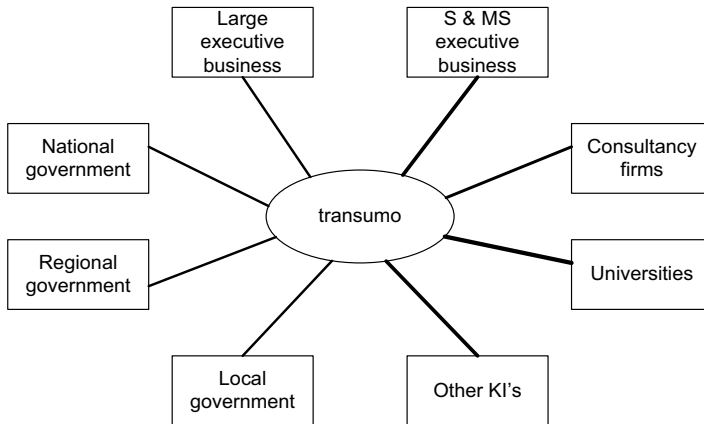 Large
executive
business
S & MS
executive
business
National
government
Consultancy
firms
transumo
Regional
government
Universities
Local
government
Other KI's